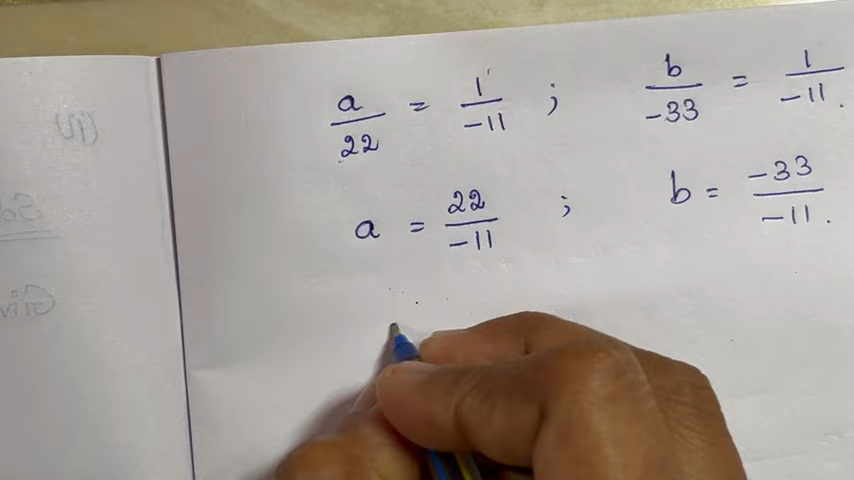 a/22 = 1/-11 ; b/-33 = 1/-11.
a = 22/-11 ; b = -33/-11.